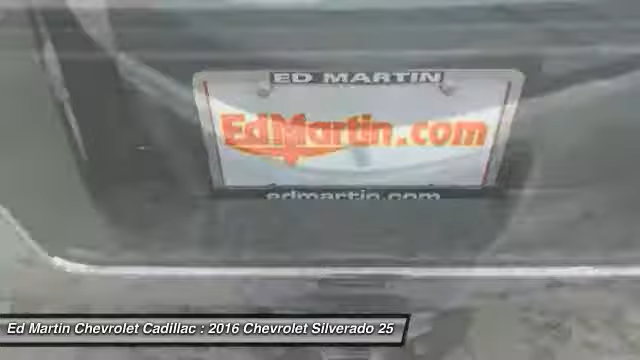 ED MARTIN
EdMartin.com
edmartin.com
Ed Martin Chevrolet Cadillac : 2016 Chevrolet Silverado 25